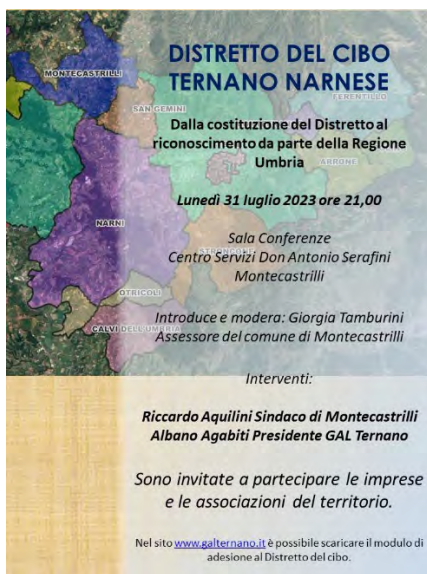 DISTRETTO DEL CIBO
TERNANO NARNESE
MONTECASTRILLI
FERENTILLO
SAN GEMINI
Dalla costituzione del Distretto al
riconoscimento da parte della Regione
Umbria
ARRONE
Lunedì 31 luglio 2023 ore 21,00
NARNI
Sala Conferenze
STRONCONE
Centro Servizi Don Antonio Serafini
Montecastrilli
OTRICOLI
Introduce e modera: Giorgia Tamburini
CALVI DELL'UMBRIA
Assessore del comune di Montecastrilli
Interventi:
Riccardo Aquilini Sindaco di Montecastrilli
Albano Agabiti Presidente GAL Ternano
Sono invitate a partecipare le imprese
e le associazioni del territorio.
Nel sito www.galternano.it è possibile scaricare il modulo di
adesione al Distretto del cibo.